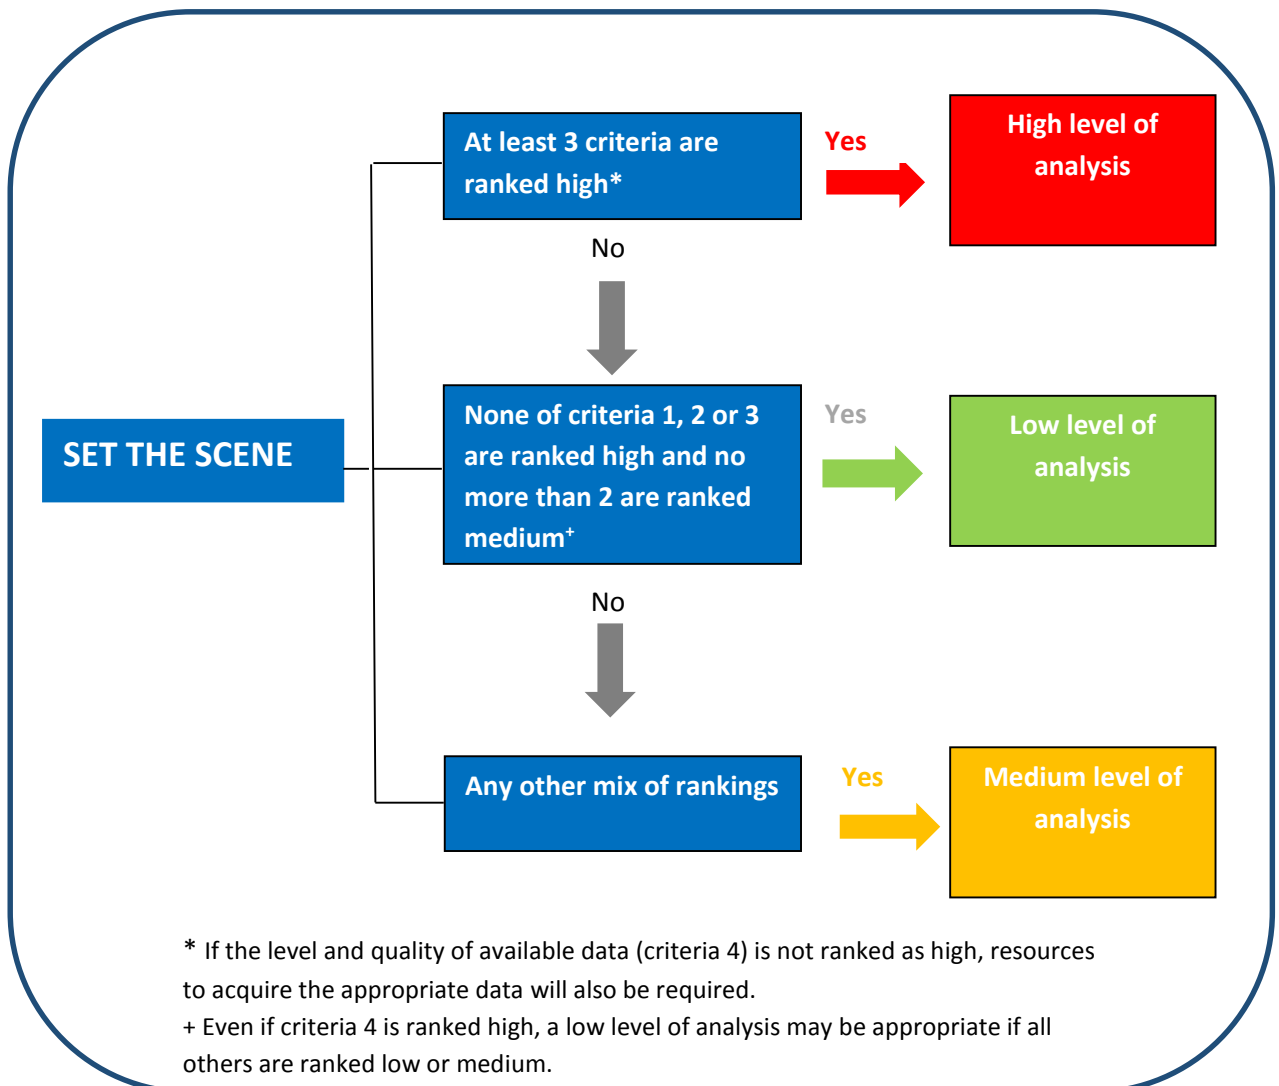 At least 3 criteria are
ranked high*
Yes
High level of
analysis
No
SET THE SCENE
None of criteria 1, 2 or 3
are ranked high and no
more than 2 are ranked
medium⁺
Yes
Low level of
analysis
No
Any other mix of rankings
Yes
Medium level of
analysis
* If the level and quality of available data (criteria 4) is not ranked as high, resources
to acquire the appropriate data will also be required.
+ Even if criteria 4 is ranked high, a low level of analysis may be appropriate if all
others are ranked low or medium.